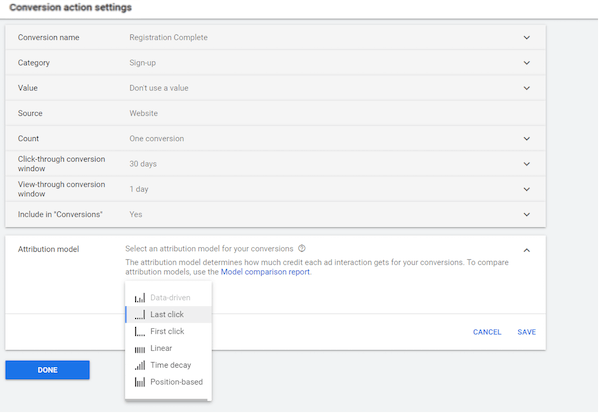 Conversion action settings
Conversion name Registration Complete
Category Sign-up
Value Don't use a value
Source Website
Count One conversion
Click-through conversion window 30 days
View-through conversion window 1 day
Include in "Conversions" Yes
Attribution model Select an attribution model for your conversions
The attribution model determines how much credit each ad interaction gets for your conversions. To compare
attribution models, use the Model comparison report.
Data-driven
Last click
First click
Linear
Time decay
Position-based
CANCEL SAVE
DONE